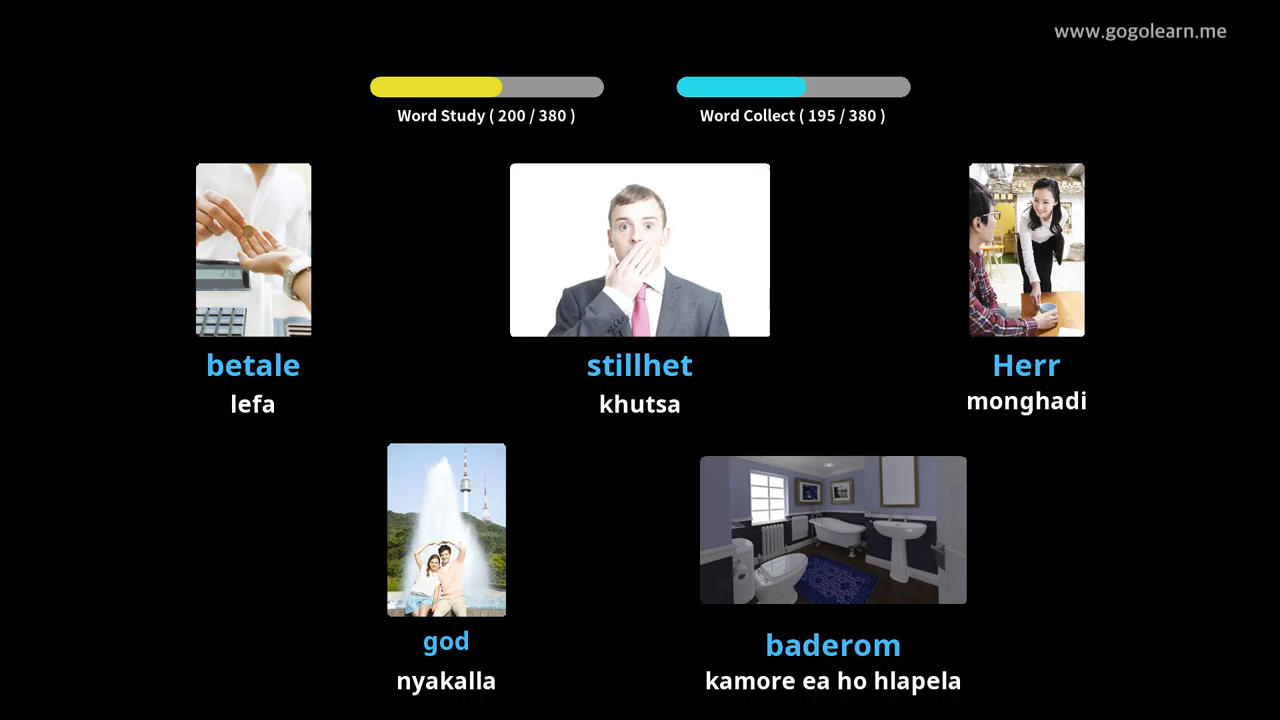 www.gogolearn.me
Word Study ( 200 / 380 )
Word Collect ( 195 / 380 )
betale
lefa
stillhet
khutsa
Herr
monghadi
god
nyakalla
baderom
kamore ea ho hlapela